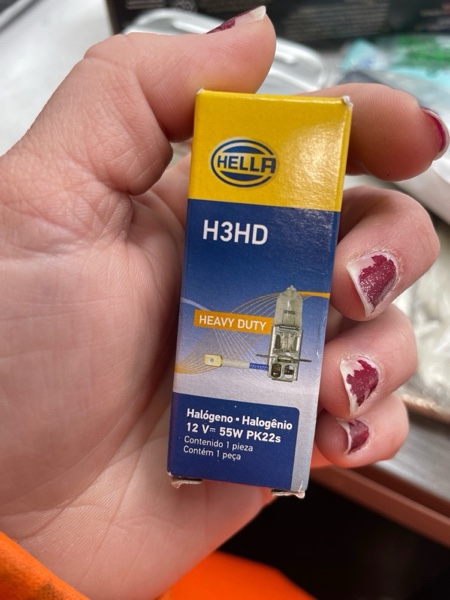 HELLA
H3HD
HEAVY DUTY
Halógeno • Halogênio
12 V⎓ 55W PK22s
Contenido 1 pieza
Contém 1 peça